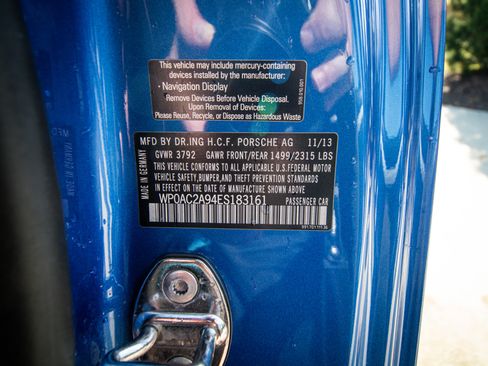 This vehicle may include mercury-containing
devices installed by the manufacturer:
- Navigation Display
Remove Devices Before Vehicle Disposal.
Upon Removal of Devices
Please Reuse, Recycle, or Dispose as Hazardous Waste
MFD BY DR.ING H.C.F. PORSCHE AG 11/13
GVWR 3792 GAWR FRONT/REAR 1499/2315 LBS
THIS VEHICLE CONFORMS TO ALL APPLICABLE U.S.FEDERAL MOTOR
VEHICLE SAFETY,BUMPER,AND THEFT PREVENTION STANDARDS
IN EFFECT ON THE DATE OF MANUFACTURE SHOWN ABOVE
WP0AC2A94ES183161 PASSENGER CAR
MADE IN GERMANY